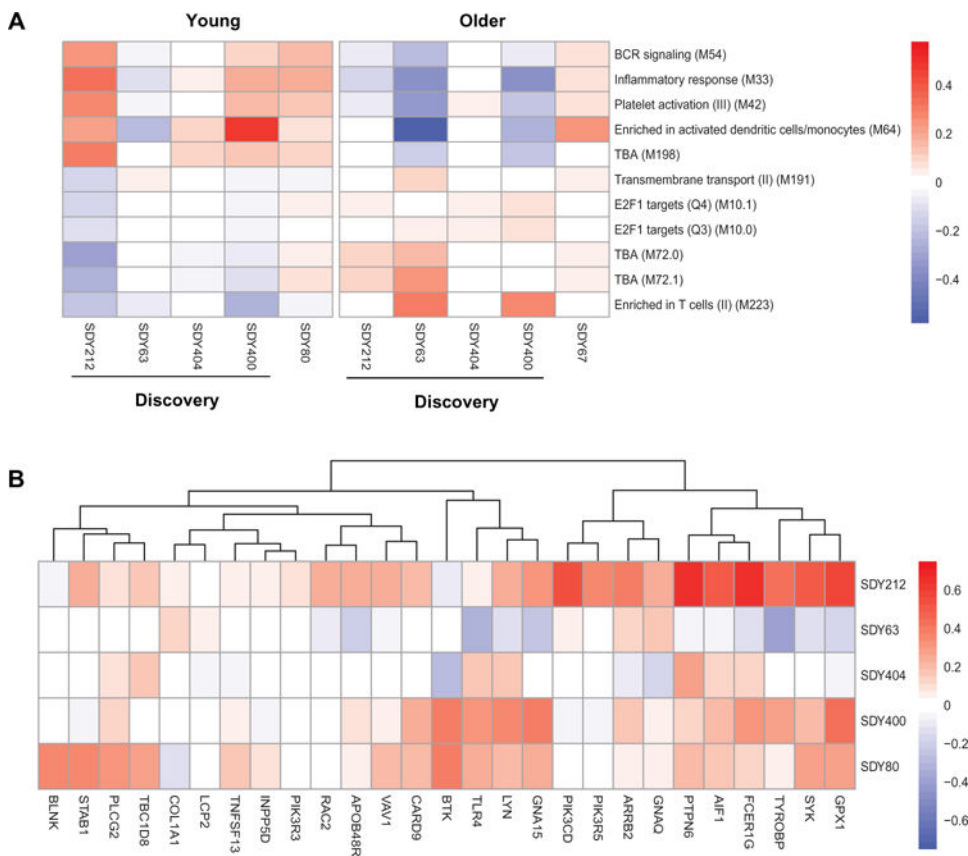 A
Young
Older
BCR signaling (M54)
Inflammatory response (M33)
Platelet activation (III) (M42)
Enriched in activated dendritic cells/monocytes (M64)
TBA (M198)
Transmembrane transport (II) (M191)
E2F1 targets (Q4) (M10.1)
E2F1 targets (Q3) (M10.0)
TBA (M72.0)
TBA (M72.1)
Enriched in T cells (II) (M223)
0.4
0.2
0
−0.2
−0.4
SDY212
SDY63
SDY404
SDY400
SDY80
SDY212
SDY63
SDY404
SDY400
SDY67
Discovery
Discovery
B
SDY212
SDY63
SDY404
SDY400
SDY80
0.6
0.4
0.2
0
−0.2
−0.4
−0.6
BLNK
STAB1
PLCG2
TBC1D8
COL1A1
LCP2
TNFSF13
INPP5D
PIK3R3
RAC2
APOB48R
VAV1
CARD9
BTK
TLR4
LYN
GNA15
PIK3CD
PIK3R5
ARRB2
GNAQ
PTPN6
AIF1
FCER1G
TYROBP
SYK
GPX1